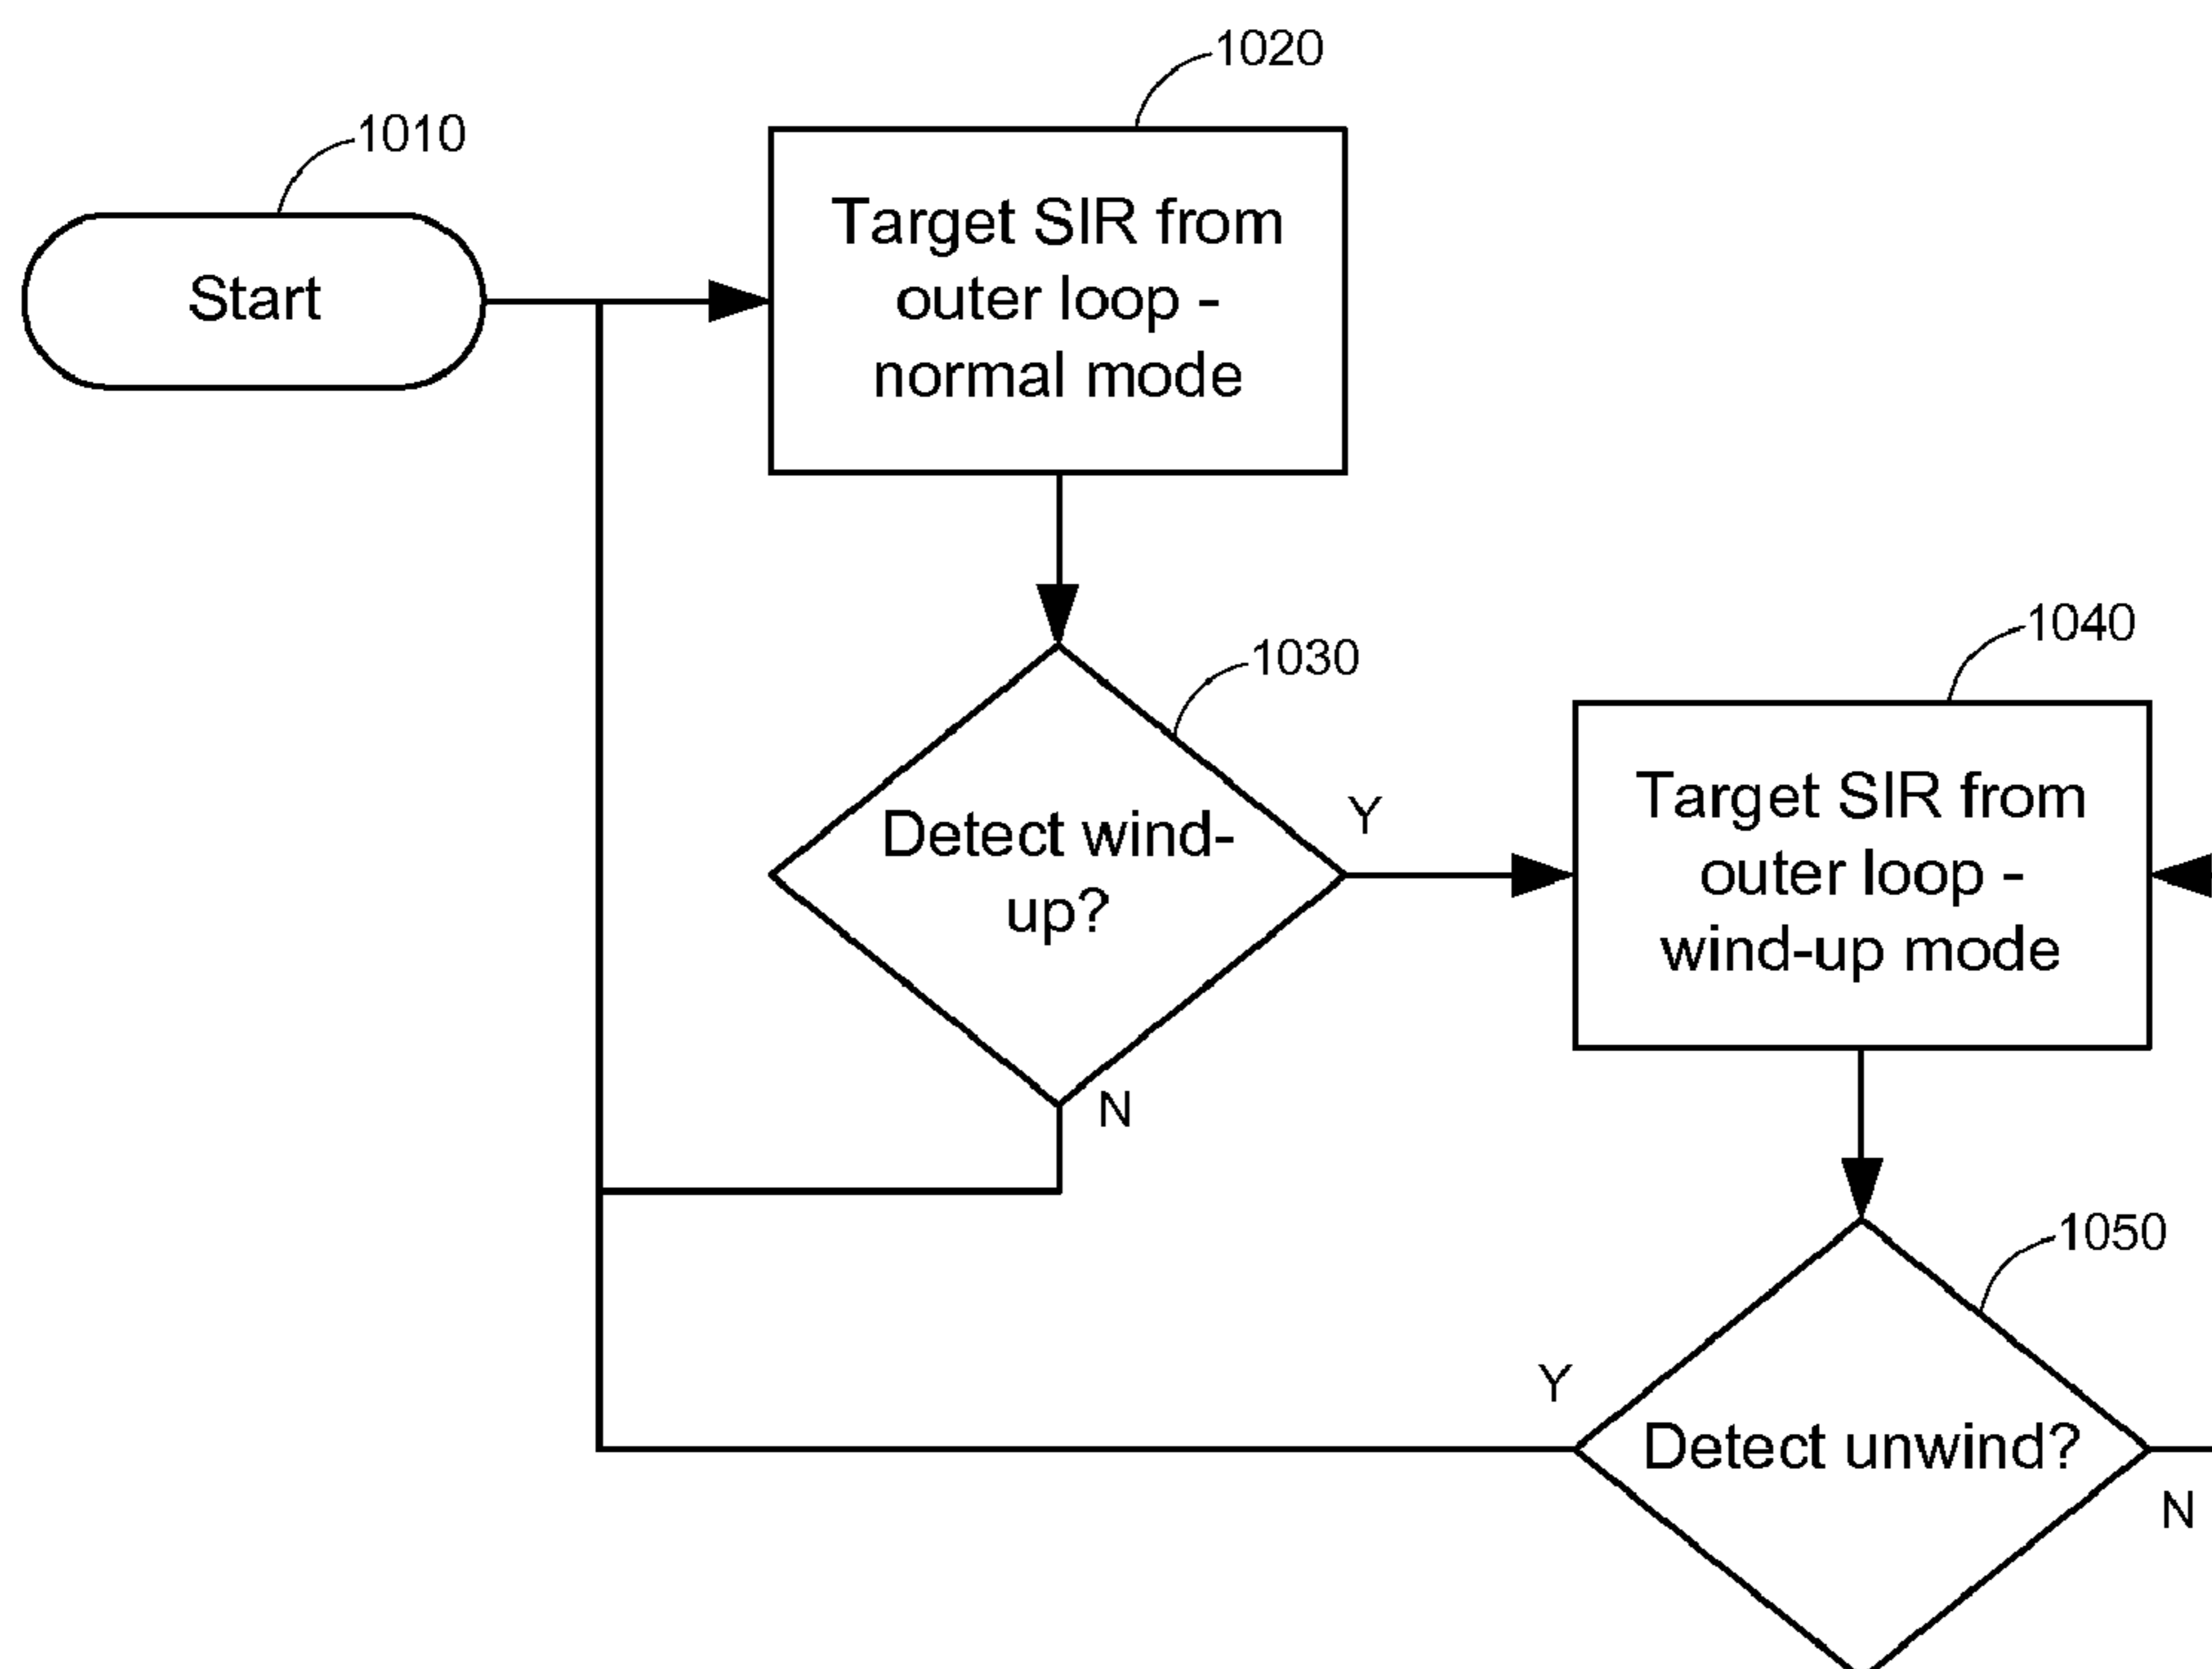 1020
1010
Target SIR from
outer loop -
normal mode
Start
1030
1040
Detect wind-
up?
Y
Target SIR from
outer loop -
wind-up mode
N
1050
Y
Detect unwind?
N